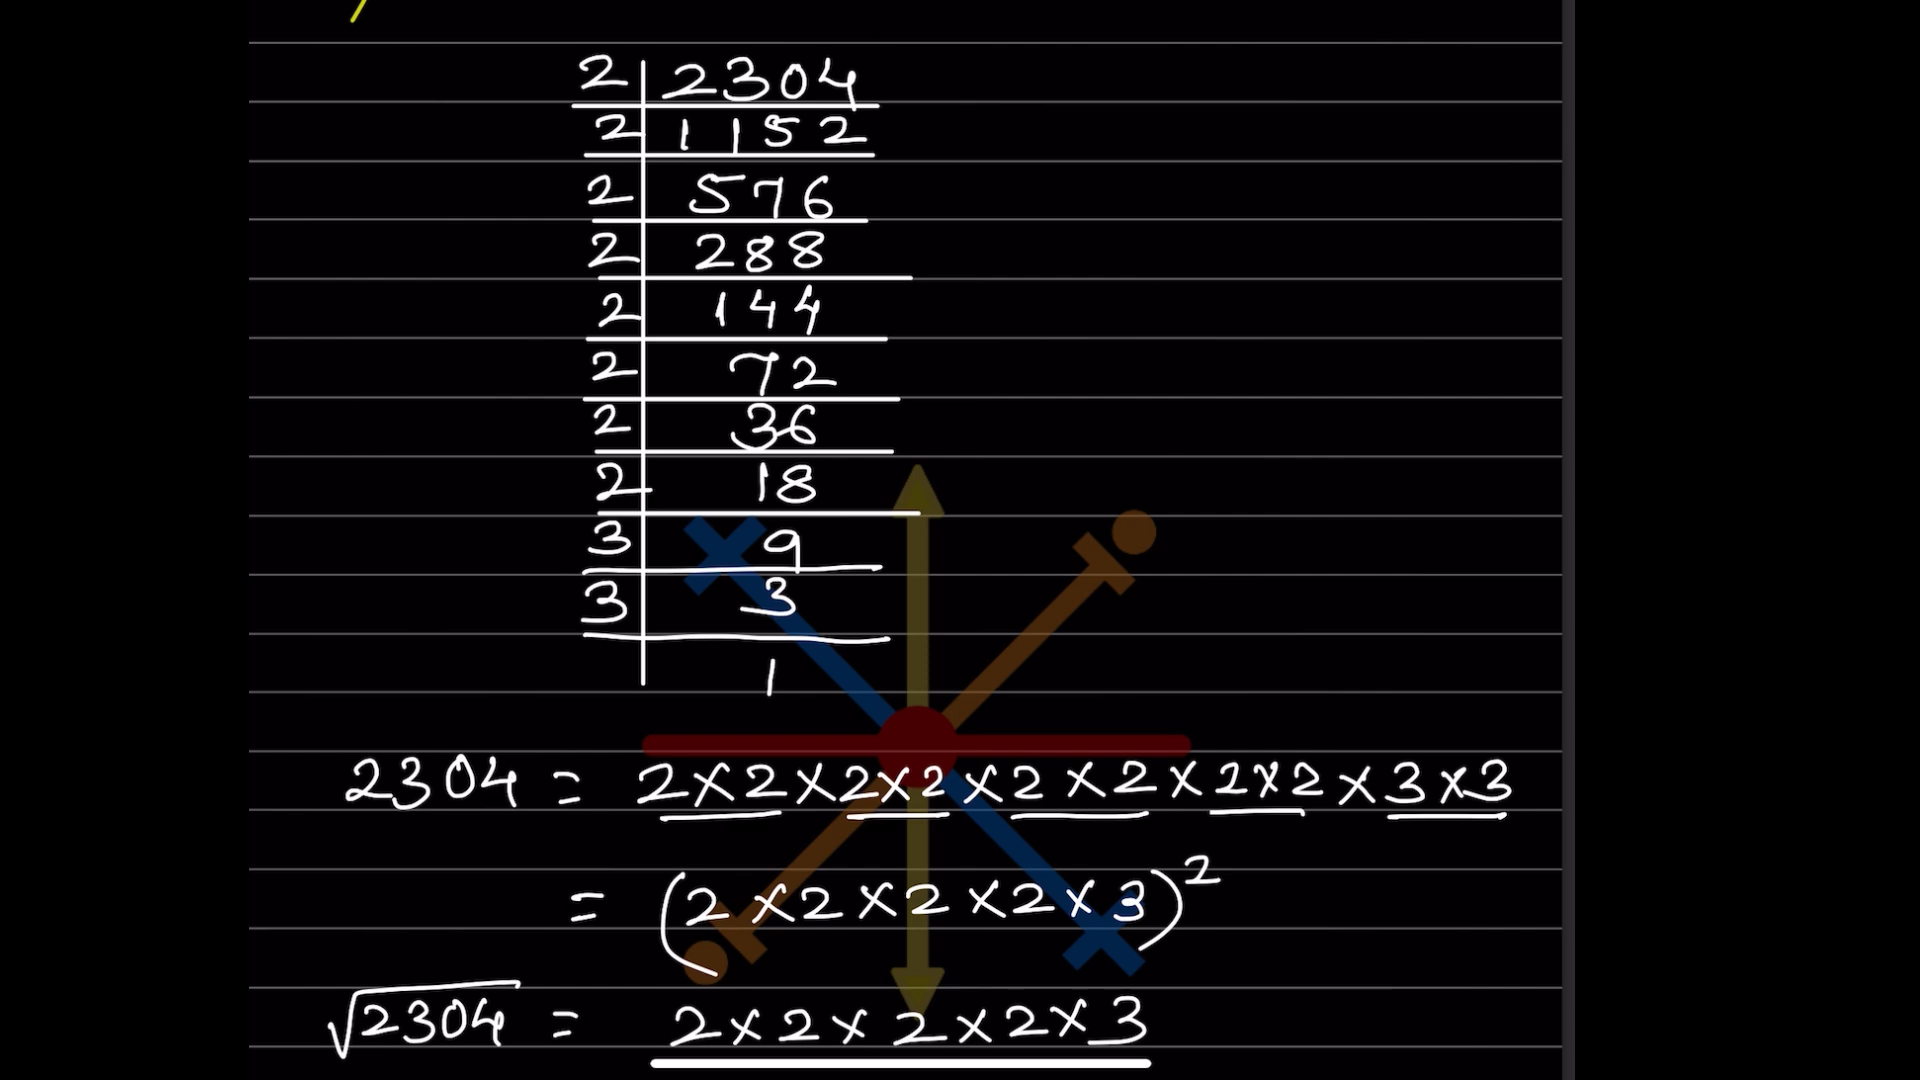 2 | 2304
2 | 1152
2 | 576
2 | 288
2 | 144
2 | 72
2 | 36
2 | 18
3 | 9
3 | 3
1
2304 = 2×2×2×2×2×2×2×2×3×3
= (2×2×2×2×3)²
√2304 = 2×2×2×2×3